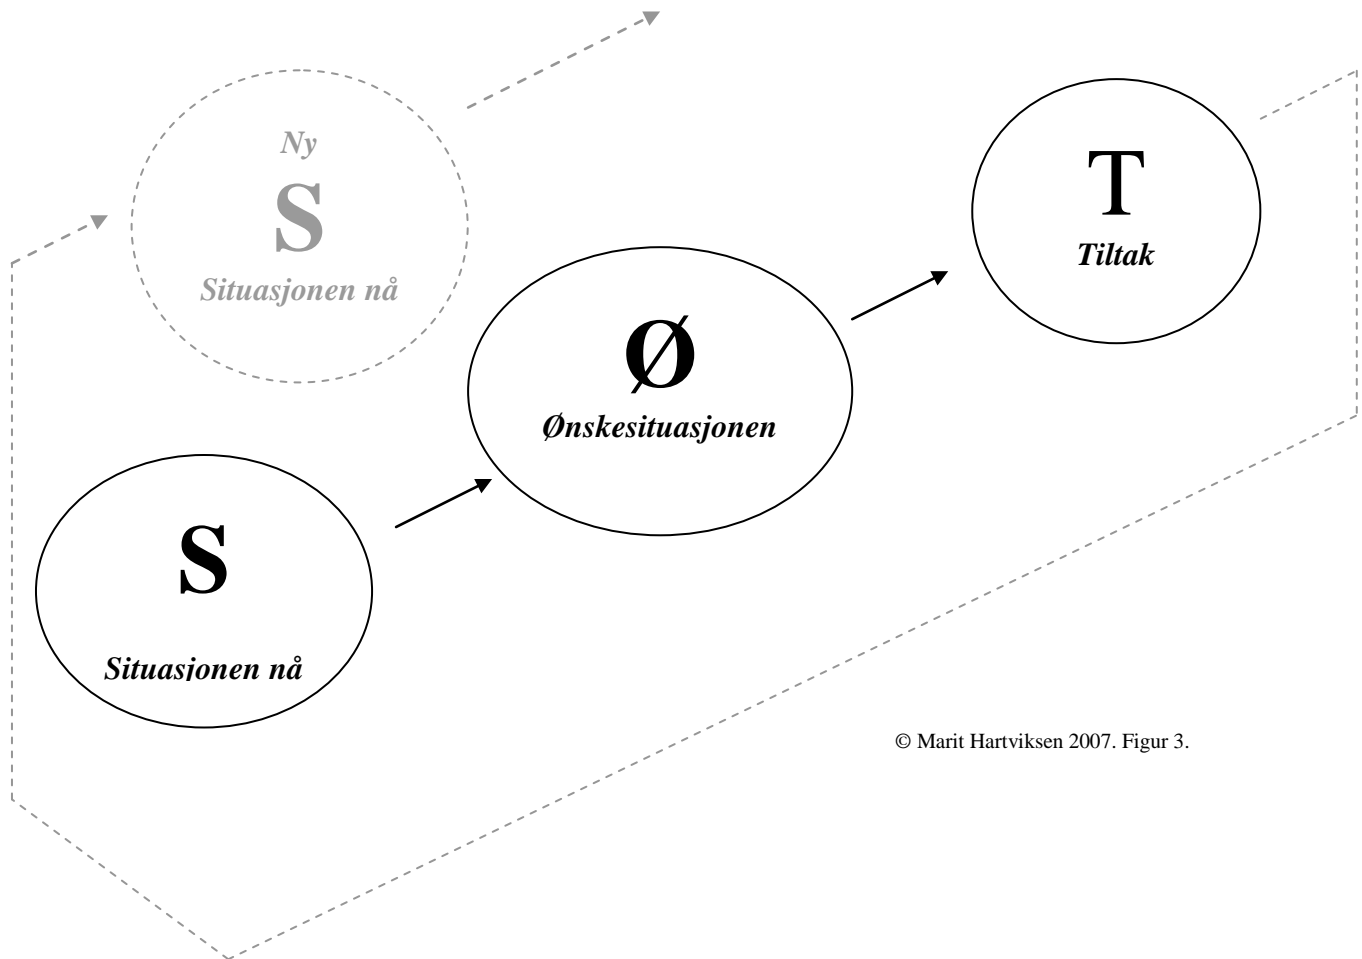 Ny
S
Situasjonen nå
T
Tiltak
Ø
Ønskesituasjonen
S
Situasjonen nå
© Marit Hartviksen 2007. Figur 3.